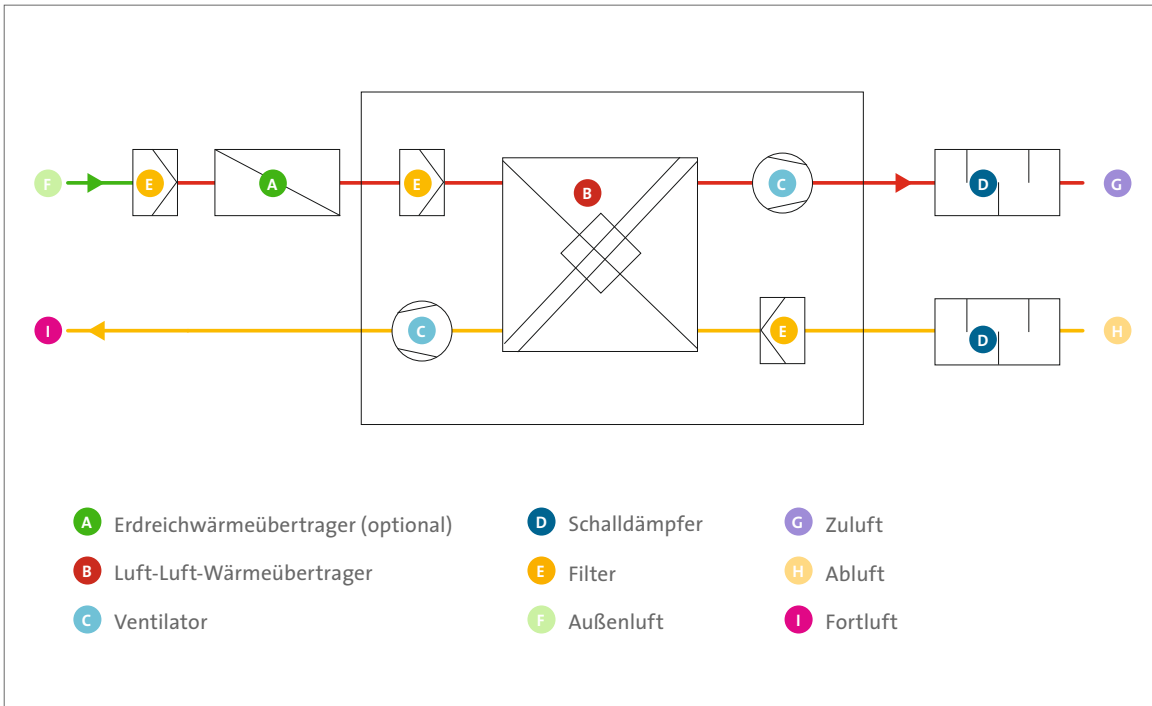 F E A E B C D G
I C E D H
A Erdreichwärmeübertrager (optional) D Schalldämpfer G Zuluft
B Luft-Luft-Wärmeübertrager E Filter H Abluft
C Ventilator F Außenluft I Fortluft